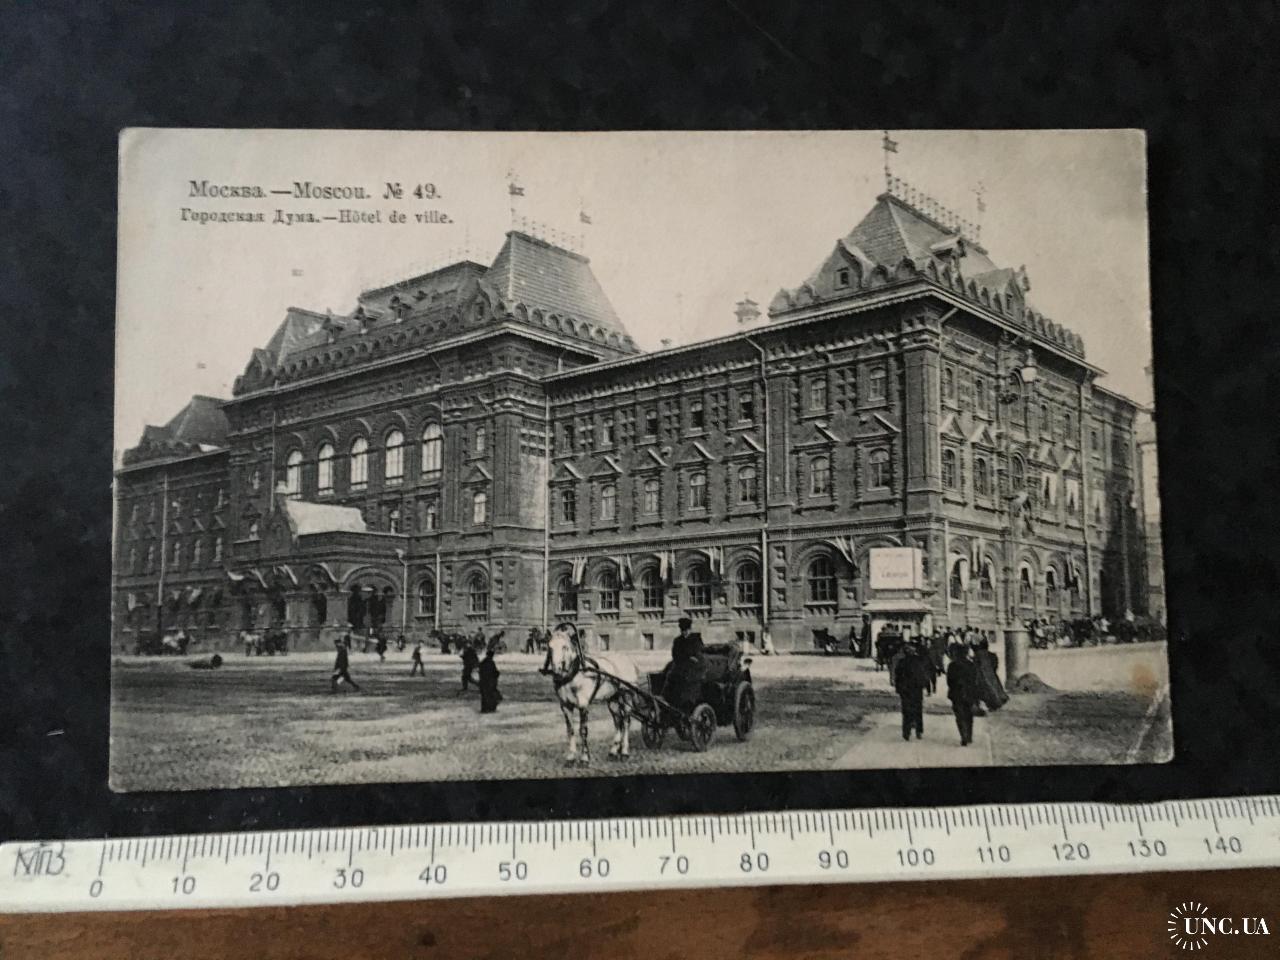 Москва.—Moscou. № 49.
Городская Дума.—Hôtel de ville.
0 10 20 30 40 50 60 70 80 90 100 110 120 130 140
UNC.UA